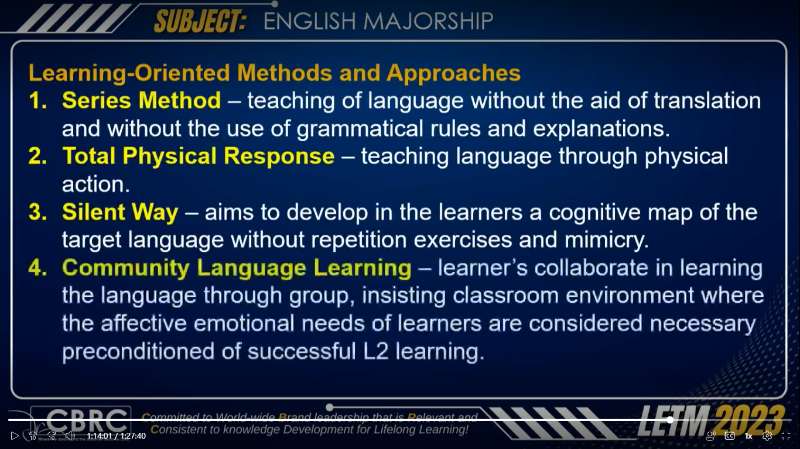 SUBJECT: ENGLISH MAJORSHIP
Learning-Oriented Methods and Approaches
1. Series Method – teaching of language without the aid of translation
and without the use of grammatical rules and explanations.
2. Total Physical Response – teaching language through physical
action.
3. Silent Way – aims to develop in the learners a cognitive map of the
target language without repetition exercises and mimicry.
4. Community Language Learning – learner's collaborate in learning
the language through group, insisting classroom environment where
the affective emotional needs of learners are considered necessary
preconditioned of successful L2 learning.
CBRC
Committed to World-wide Brand leadership that is Relevant and
Consistent to knowledge Development for Lifelong Learning!
LETM 2023
1:14:01 / 1:27:40
1x